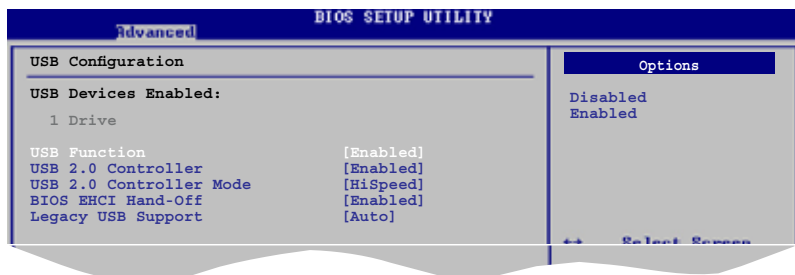 BIOS SETUP UTILITY
Advanced
USB Configuration
USB Devices Enabled:
1 Drive
USB Function [Enabled]
USB 2.0 Controller [Enabled]
USB 2.0 Controller Mode [HiSpeed]
BIOS EHCI Hand-Off [Enabled]
Legacy USB Support [Auto]
Options
Disabled
Enabled
↔ Select Screen